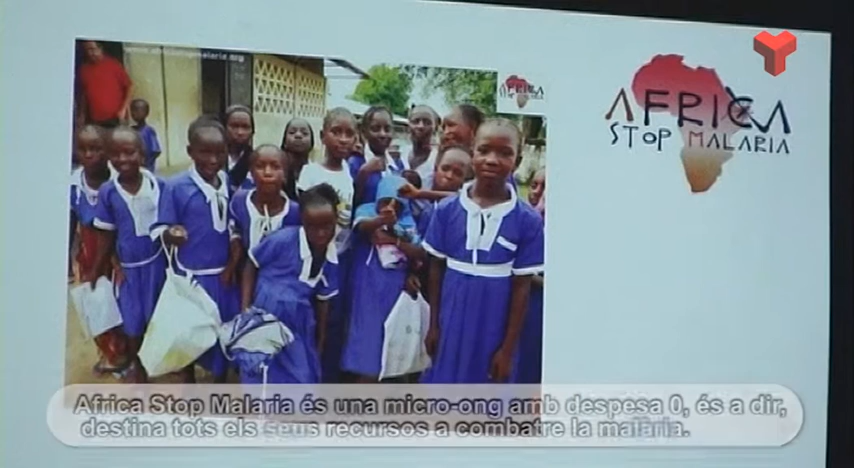 AFRICA
STOP MALARIA
Africa Stop Malaria és una micro-ong amb despesa 0, és a dir,
destina tots els seus recursos a combatre la malària.